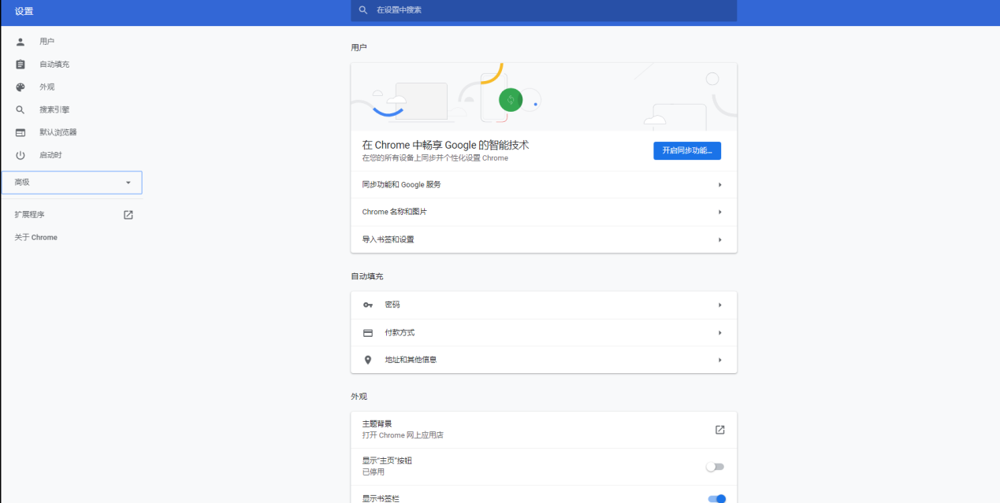 设置
在设置中搜索
用户
自动填充
外观
搜索引擎
默认浏览器
启动时
高级
扩展程序
关于 Chrome
用户
在 Chrome 中畅享 Google 的智能技术
在您的所有设备上同步并个性化设置 Chrome
开启同步功能...
同步功能和 Google 服务
Chrome 名称和图片
导入书签和设置
自动填充
密码
付款方式
地址和其他信息
外观
主题背景
打开 Chrome 网上应用店
显示“主页”按钮
已停用
显示书签栏